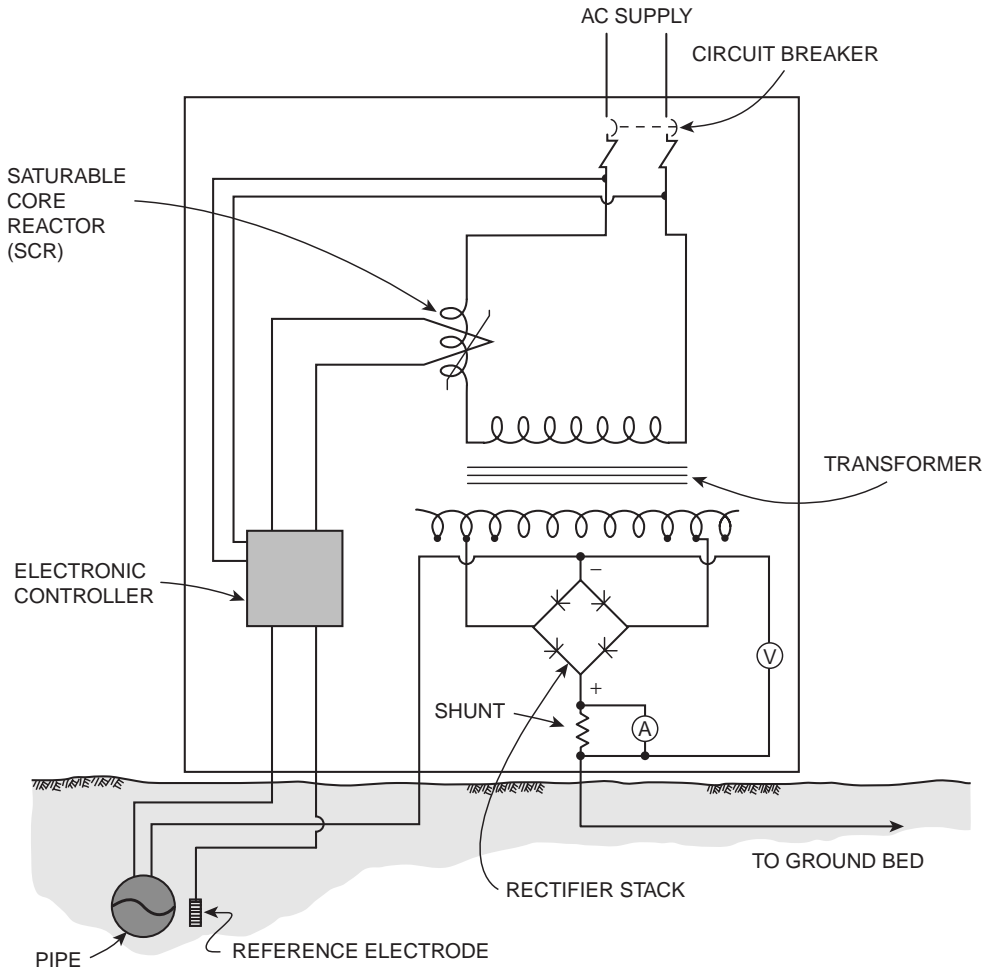 AC SUPPLY
CIRCUIT BREAKER
SATURABLE
CORE
REACTOR
(SCR)
TRANSFORMER
ELECTRONIC
CONTROLLER
−
V
+
SHUNT
A
TO GROUND BED
RECTIFIER STACK
REFERENCE ELECTRODE
PIPE